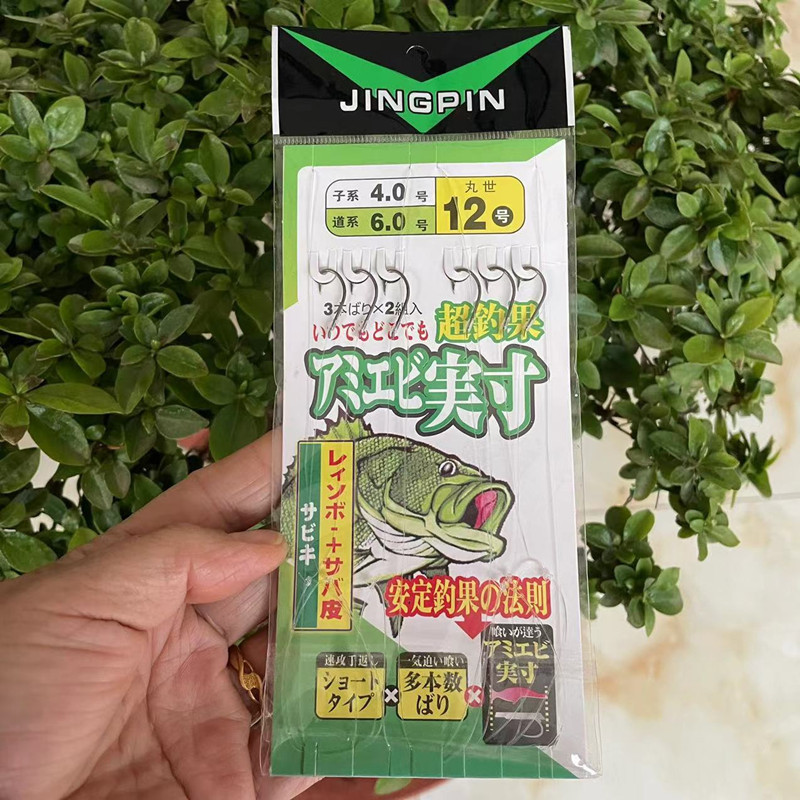 JINGPIN
子系 4.0 号
道系 6.0 号
丸世
12号
3本ばり×2組入
いつでもどこでも
超釣果
アミエビ実寸
レィンボ-+サバ皮
サビキ
安定釣果の法則
速攻手返し
ショートタイプ
×
一気追い喰い
多本数ばり
×
喰いが違う
アミエビ
実寸